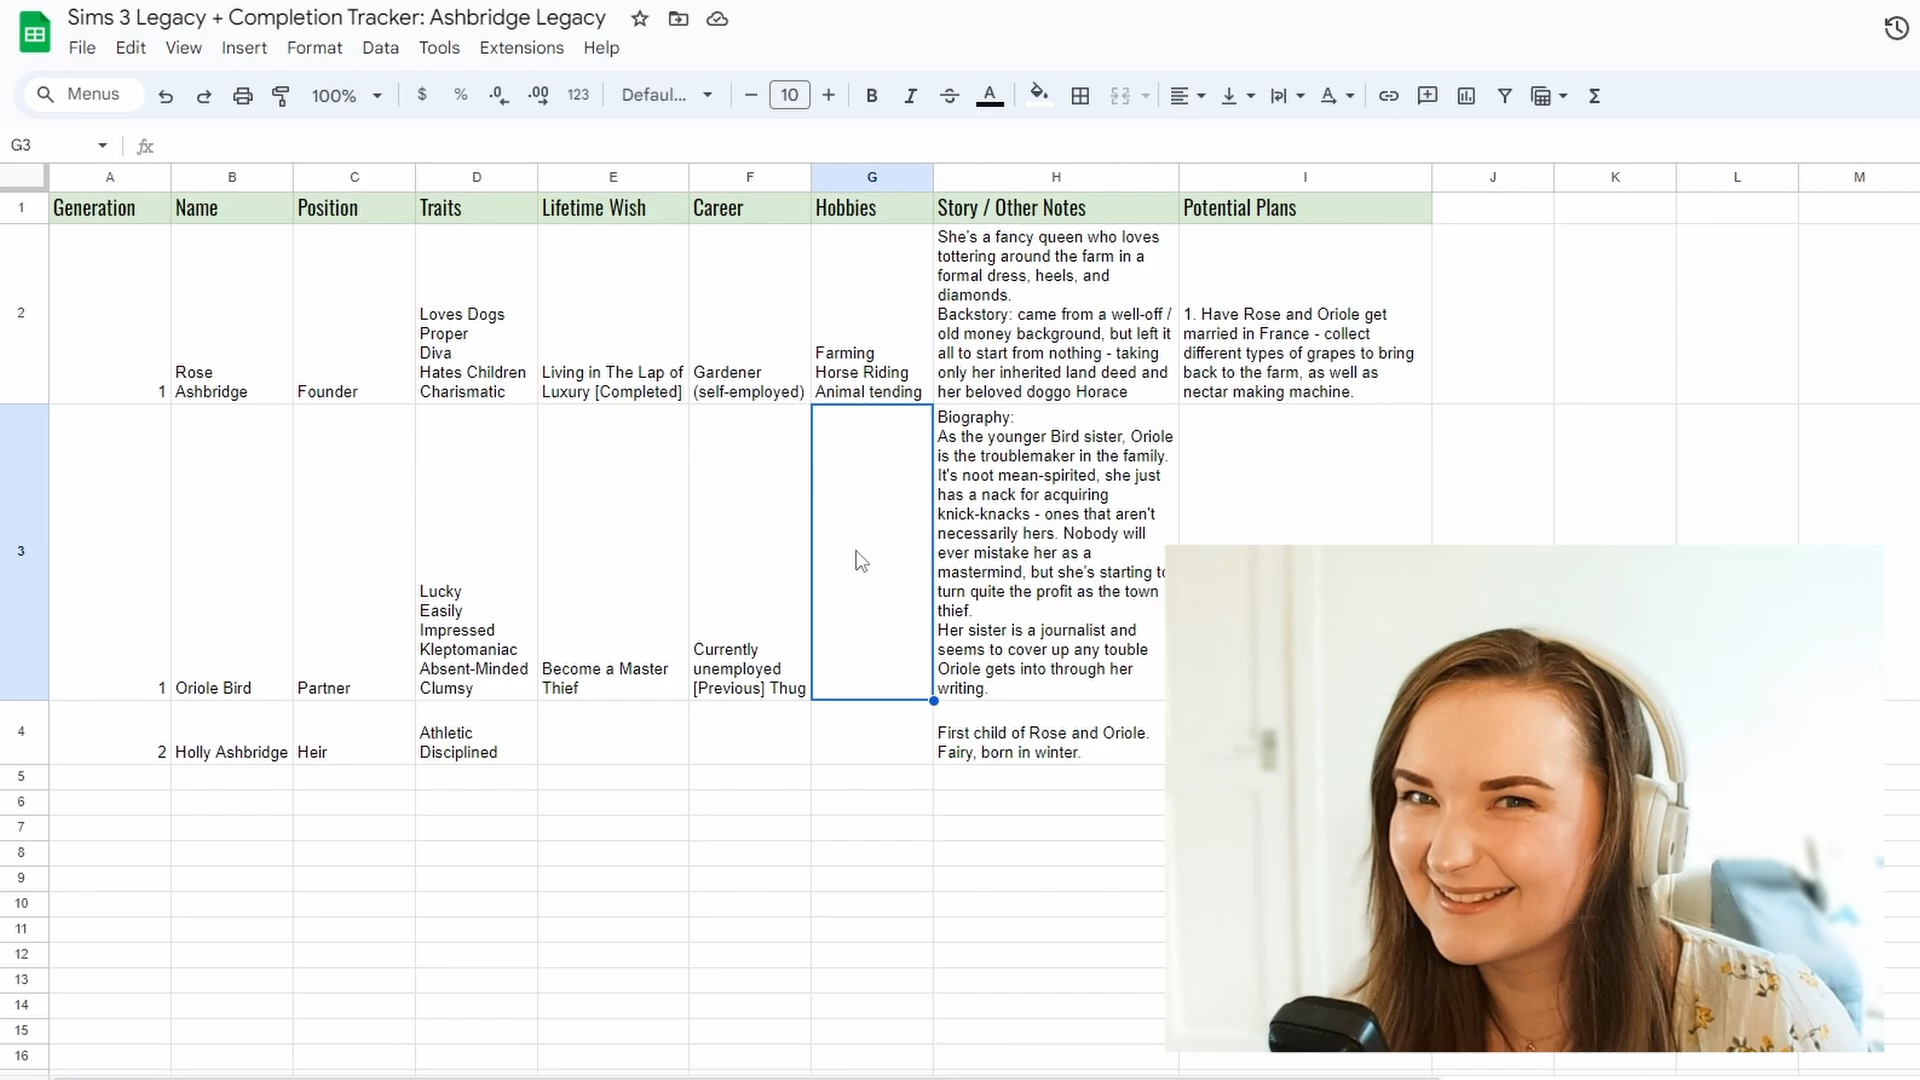 Sims 3 Legacy + Completion Tracker: Ashbridge Legacy
File Edit View Insert Format Data Tools Extensions Help
Menus 100% $ % .0 .00 123 Defaul... 10 B I A
G3 fx
A B C D E F G H I J K L M
1 Generation Name Position Traits Lifetime Wish Career Hobbies Story / Other Notes Potential Plans
2
1
Rose
Ashbridge
Founder
Loves Dogs
Proper
Diva
Hates Children
Charismatic
Living in The Lap of
Luxury [Completed]
Gardener
(self-employed)
Farming
Horse Riding
Animal tending
She's a fancy queen who loves
tottering around the farm in a
formal dress, heels, and
diamonds.
Backstory: came from a well-off /
old money background, but left it
all to start from nothing - taking
only her inherited land deed and
her beloved doggo Horace
1. Have Rose and Oriole get
married in France - collect
different types of grapes to bring
back to the farm, as well as
nectar making machine.
3
1
Oriole Bird
Partner
Lucky
Easily
Impressed
Kleptomaniac
Absent-Minded
Clumsy
Become a Master
Thief
Currently
unemployed
[Previous] Thug
Biography:
As the younger Bird sister, Oriole
is the troublemaker in the family.
It's noot mean-spirited, she just
has a nack for acquiring
knick-knacks - ones that aren't
necessarily hers. Nobody will
ever mistake her as a
mastermind, but she's starting to
turn quite the profit as the town
thief.
Her sister is a journalist and
seems to cover up any touble
Oriole gets into through her
writing.
4
2
Holly Ashbridge
Heir
Athletic
Disciplined
First child of Rose and Oriole.
Fairy, born in winter.
5
6
7
8
9
10
11
12
13
14
15
16